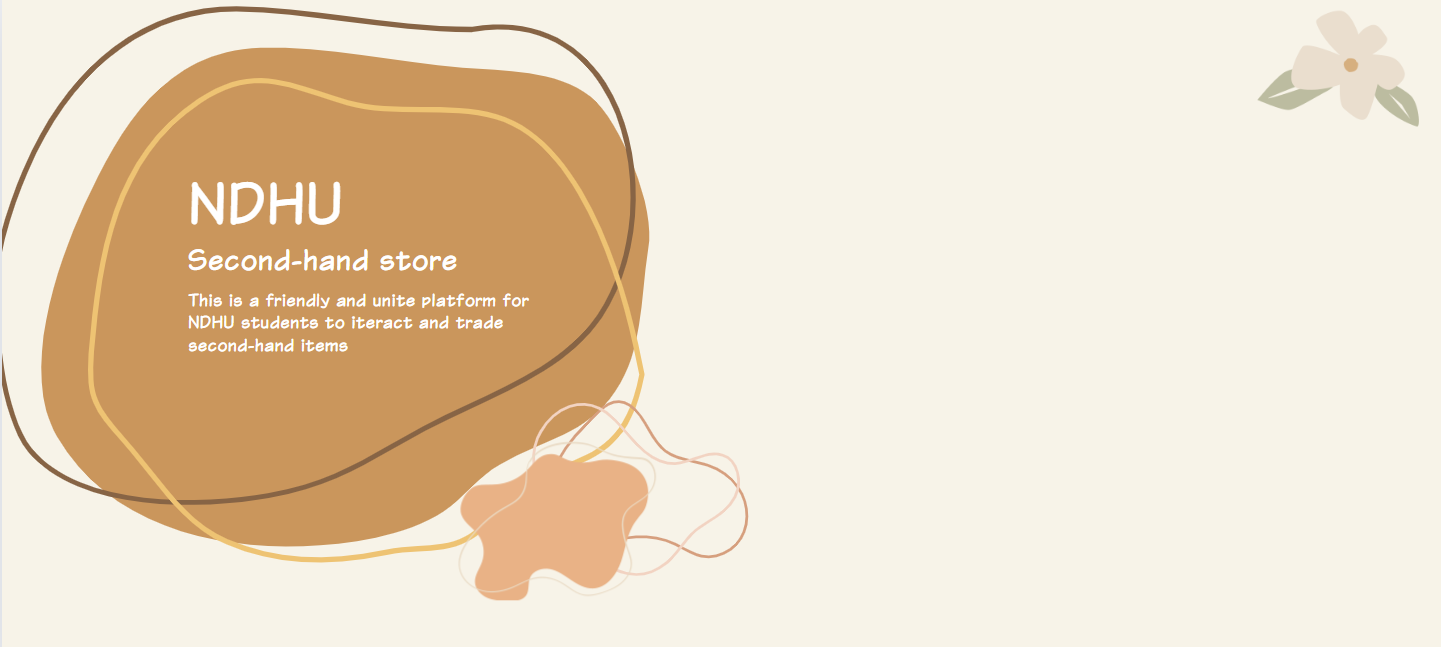 NDHU
Second-hand store
This is a friendly and unite platform for
NDHU students to iteract and trade
second-hand items